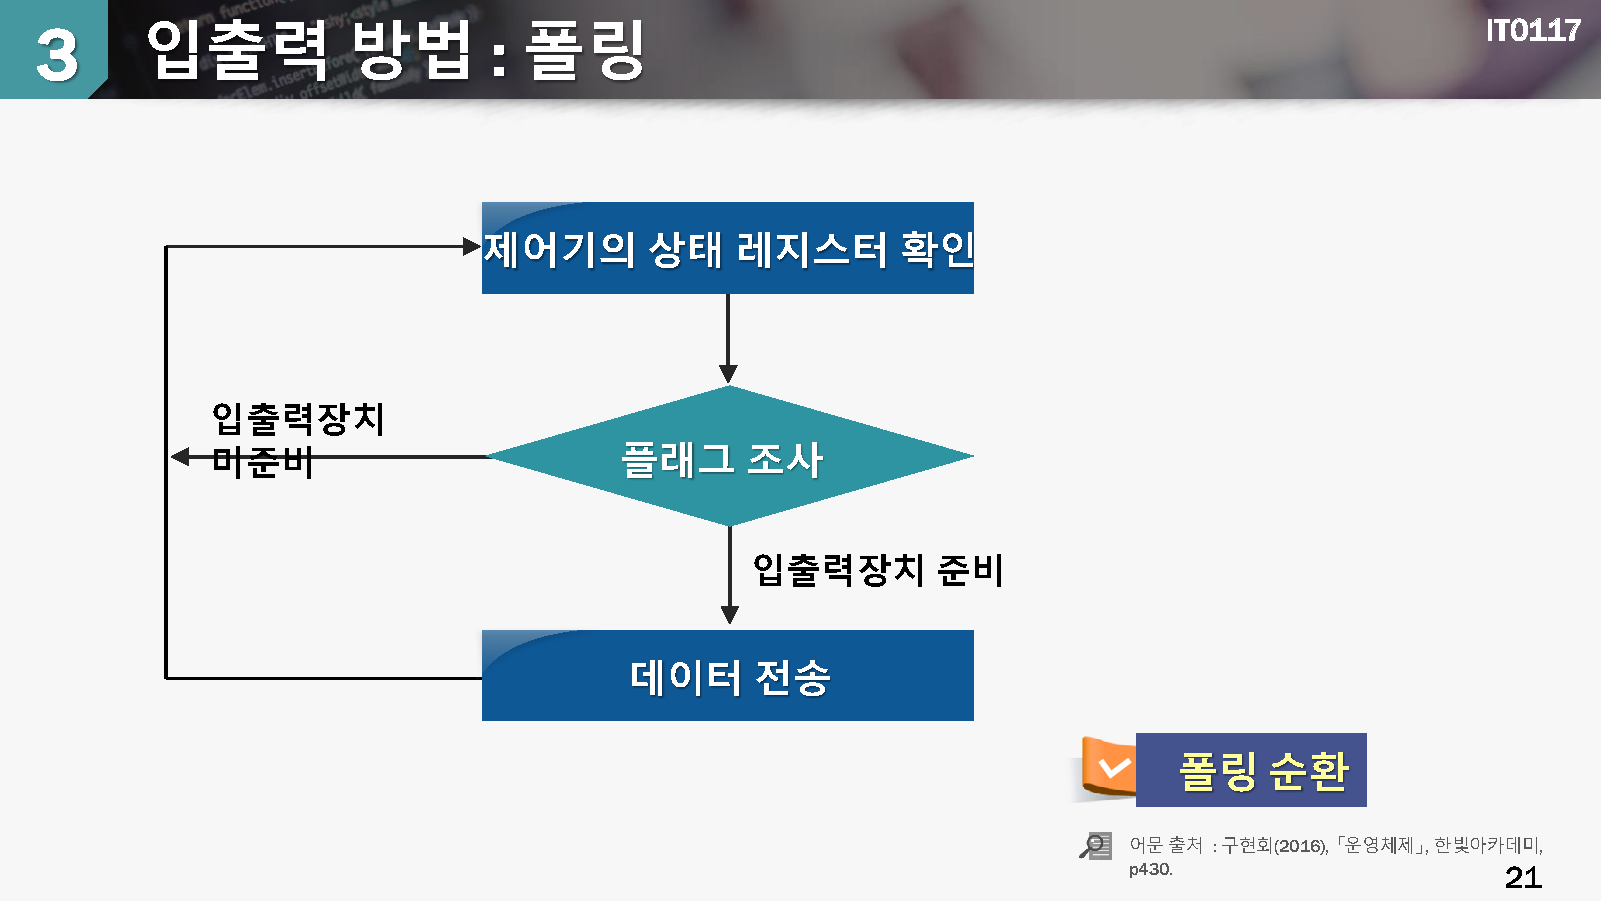 3
입출력 방법 : 폴링
IT0117
제어기의 상태 레지스터 확인
입출력장치
미준비
플래그 조사
입출력장치 준비
데이터 전송
폴링 순환
어문 출처 : 구현회(2016), 「운영체제」, 한빛아카데미,
p430.
21